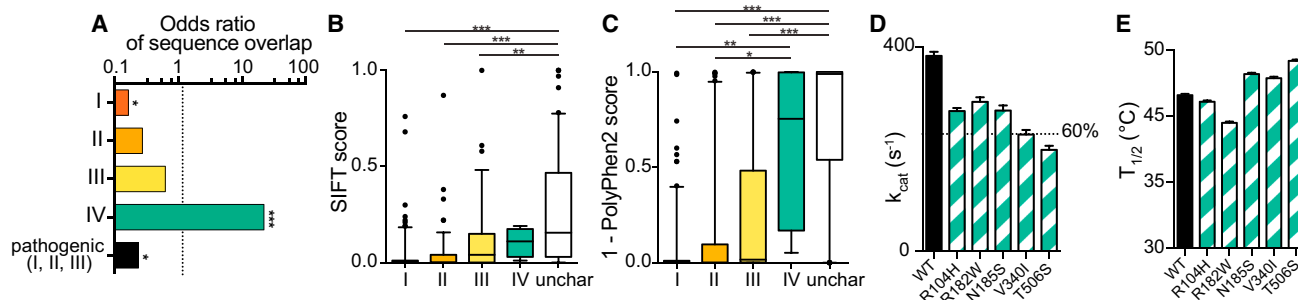 A
Odds ratio
of sequence overlap
0.1 1 10 100
I
*
II
III
IV
***
pathogenic
(I, II, III)
*
B
***
***
**
SIFT score
1.0
0.5
0.0
I II III IV unchar
C
***
***
***
**
*
1 - PolyPhen2 score
1.0
0.5
0.0
I II III IV unchar
D
400
kcat (s-1)
60%
0
WT R104H R182W N185S V340I T506S
E
50
45
40
35
30
T1/2 (°C)
WT R104H R182W N185S V340I T506S